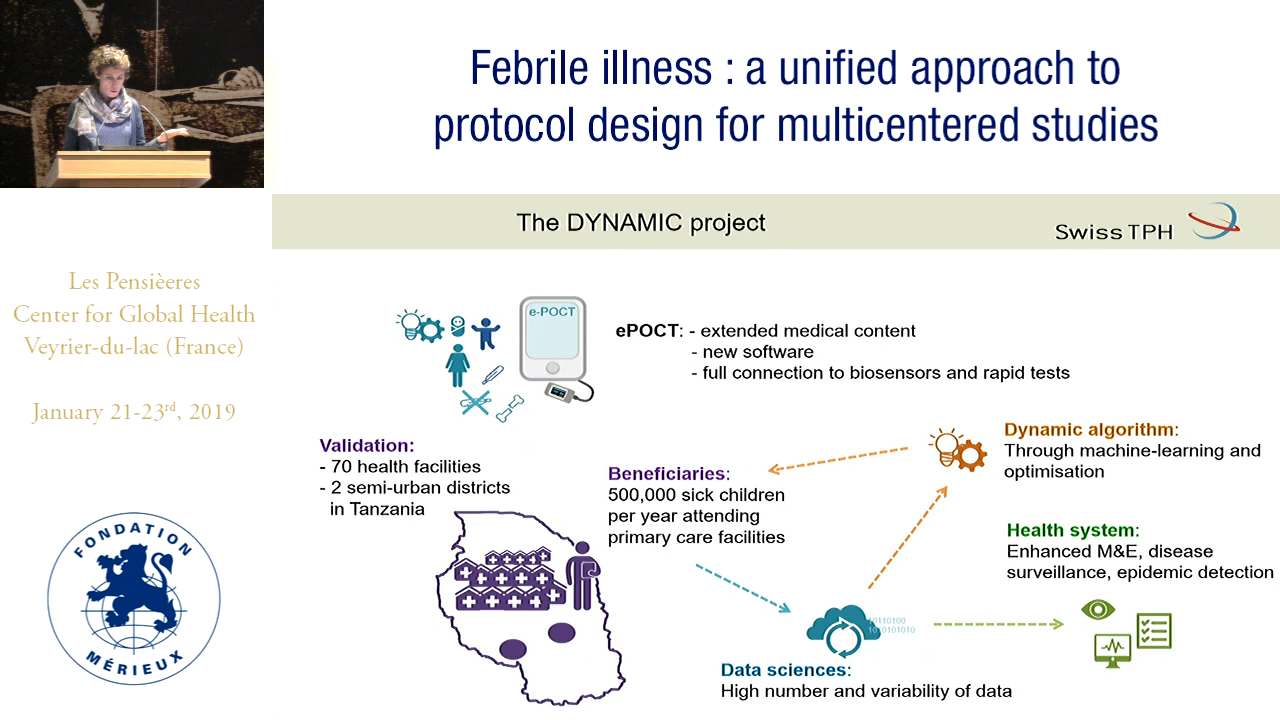 Febrile illness : a unified approach to
protocol design for multicentered studies
The DYNAMIC project
Swiss TPH
Les Pensièeres
Center for Global Health
Veyrier-du-lac (France)
January 21-23rd, 2019
FONDATION
MÉRIEUX
e-POCT
ePOCT: - extended medical content
- new software
- full connection to biosensors and rapid tests
Validation:
- 70 health facilities
- 2 semi-urban districts
in Tanzania
Beneficiaries:
500,000 sick children
per year attending
primary care facilities
Dynamic algorithm:
Through machine-learning and
optimisation
Health system:
Enhanced M&E, disease
surveillance, epidemic detection
10110100
1010101010
Data sciences:
High number and variability of data